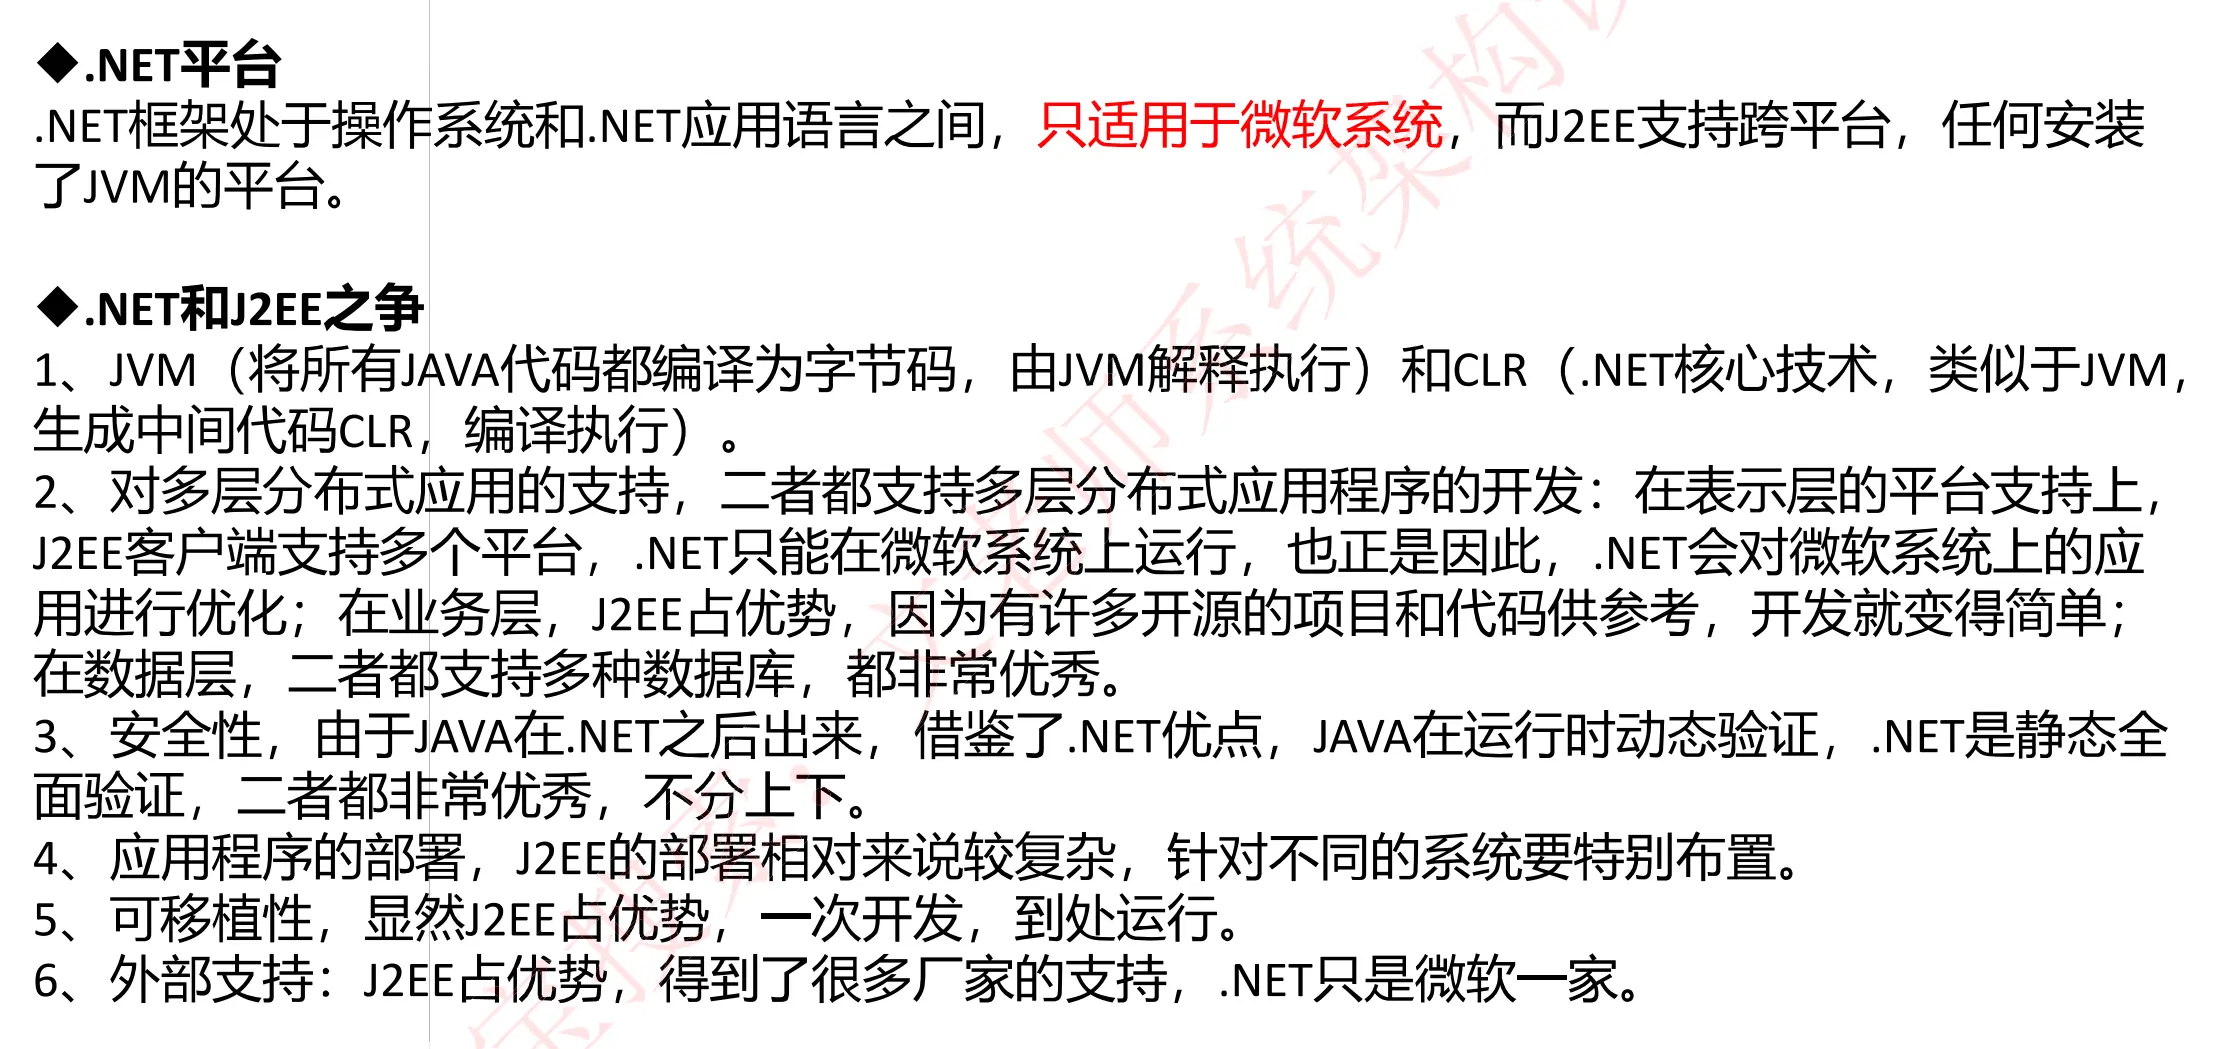 ◆.NET平台
.NET框架处于操作系统和.NET应用语言之间，只适用于微软系统，而J2EE支持跨平台，任何安装
了JVM的平台。
◆.NET和J2EE之争
1、JVM（将所有JAVA代码都编译为字节码，由JVM解释执行）和CLR（.NET核心技术，类似于JVM，
生成中间代码CLR，编译执行）。
2、对多层分布式应用的支持，二者都支持多层分布式应用程序的开发：在表示层的平台支持上，
J2EE客户端支持多个平台，.NET只能在微软系统上运行，也正是因此，.NET会对微软系统上的应
用进行优化；在业务层，J2EE占优势，因为有许多开源的项目和代码供参考，开发就变得简单；
在数据层，二者都支持多种数据库，都非常优秀。
3、安全性，由于JAVA在.NET之后出来，借鉴了.NET优点，JAVA在运行时动态验证，.NET是静态全
面验证，二者都非常优秀，不分上下。
4、应用程序的部署，J2EE的部署相对来说较复杂，针对不同的系统要特别布置。
5、可移植性，显然J2EE占优势，一次开发，到处运行。
6、外部支持：J2EE占优势，得到了很多厂家的支持，.NET只是微软一家。
宝搜索：文老师系统架构